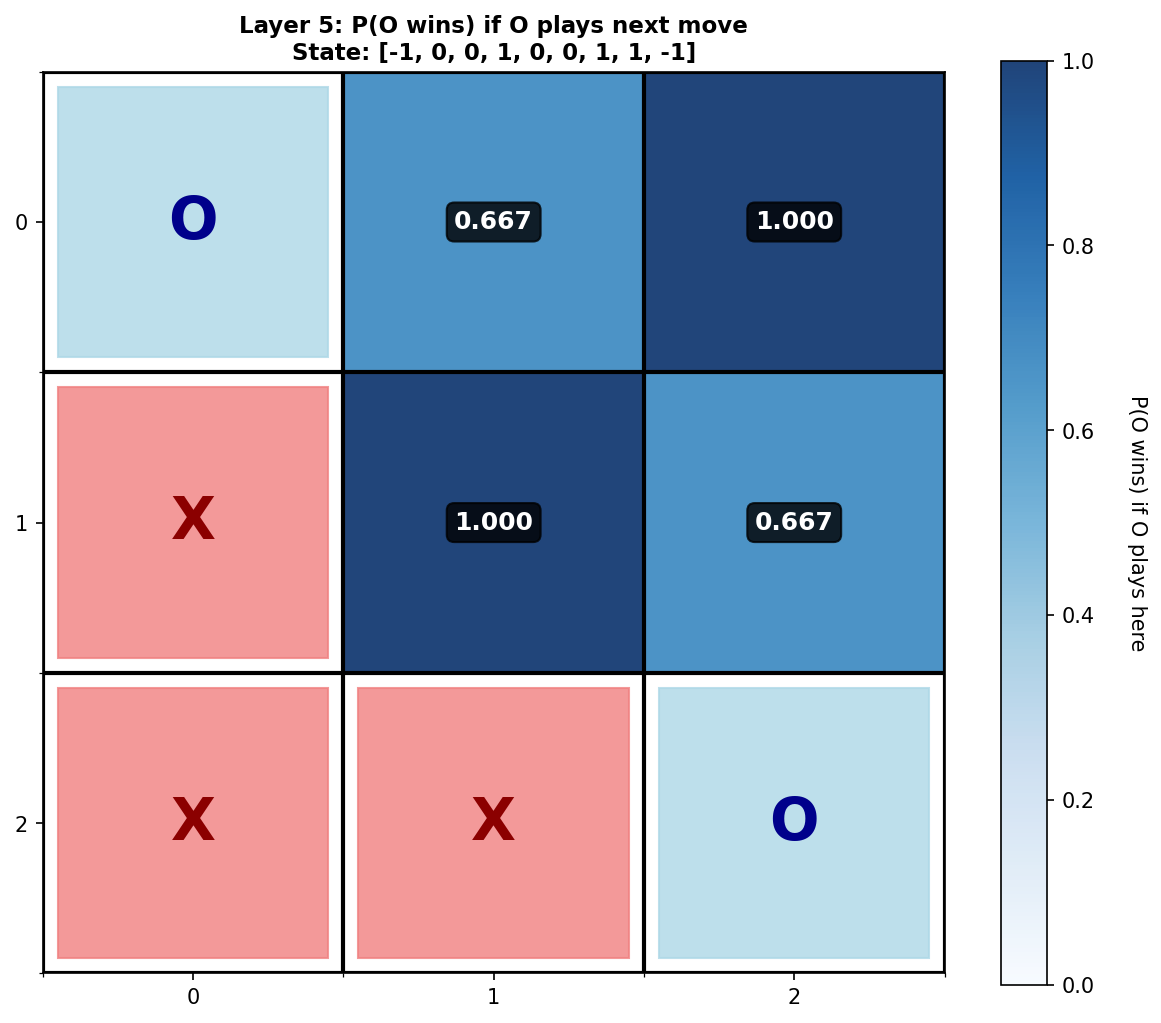 Layer 5: P(O wins) if O plays next move
State: [-1, 0, 0, 1, 0, 0, 1, 1, -1]
O
0.667
1.000
X
1.000
0.667
X
X
O
0
1
2
0
1
2
1.0
0.8
0.6
0.4
0.2
0.0
P(O wins) if O plays here